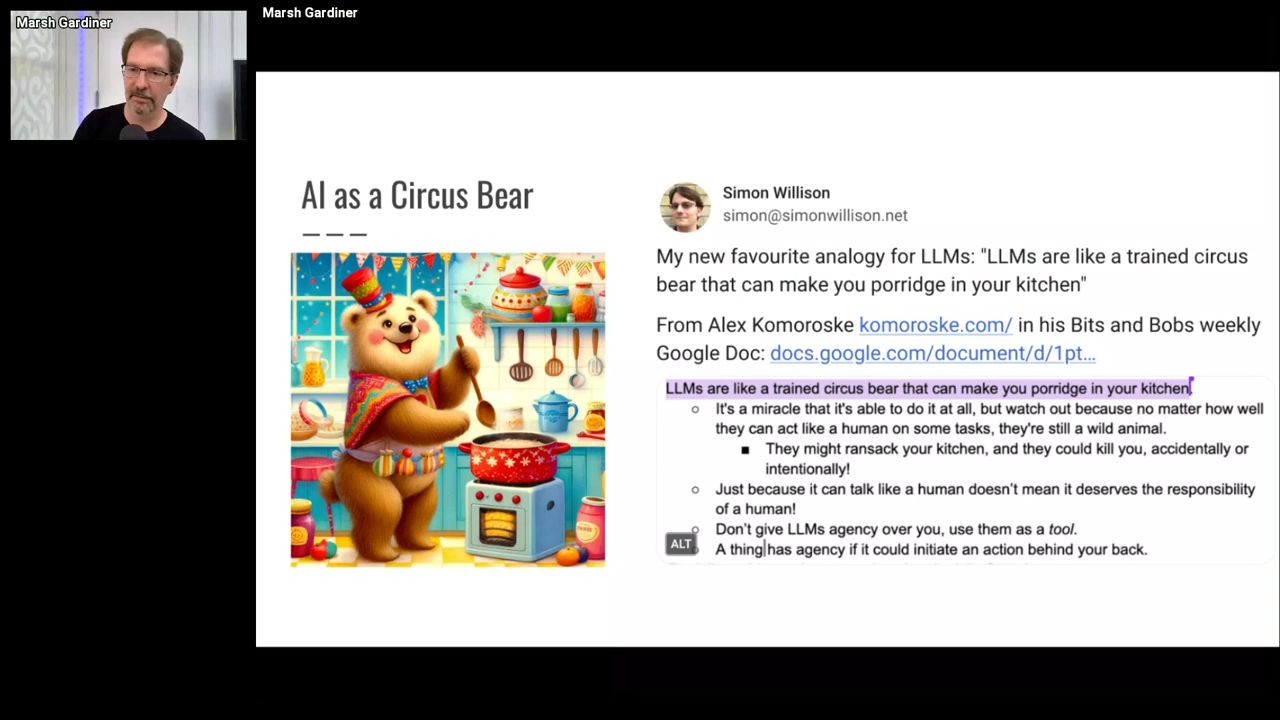 Marsh Gardiner
Marsh Gardiner
AI as a Circus Bear
Simon Willison
simon@simonwillison.net
My new favourite analogy for LLMs: "LLMs are like a trained circus
bear that can make you porridge in your kitchen"
From Alex Komoroske komoroske.com/ in his Bits and Bobs weekly
Google Doc: docs.google.com/document/d/1pt...
LLMs are like a trained circus bear that can make you porridge in your kitchen
It's a miracle that it's able to do it at all, but watch out because no matter how well
they can act like a human on some tasks, they're still a wild animal.
They might ransack your kitchen, and they could kill you, accidentally or
intentionally!
Just because it can talk like a human doesn't mean it deserves the responsibility
of a human!
Don't give LLMs agency over you, use them as a tool.
ALT
A thing has agency if it could initiate an action behind your back.